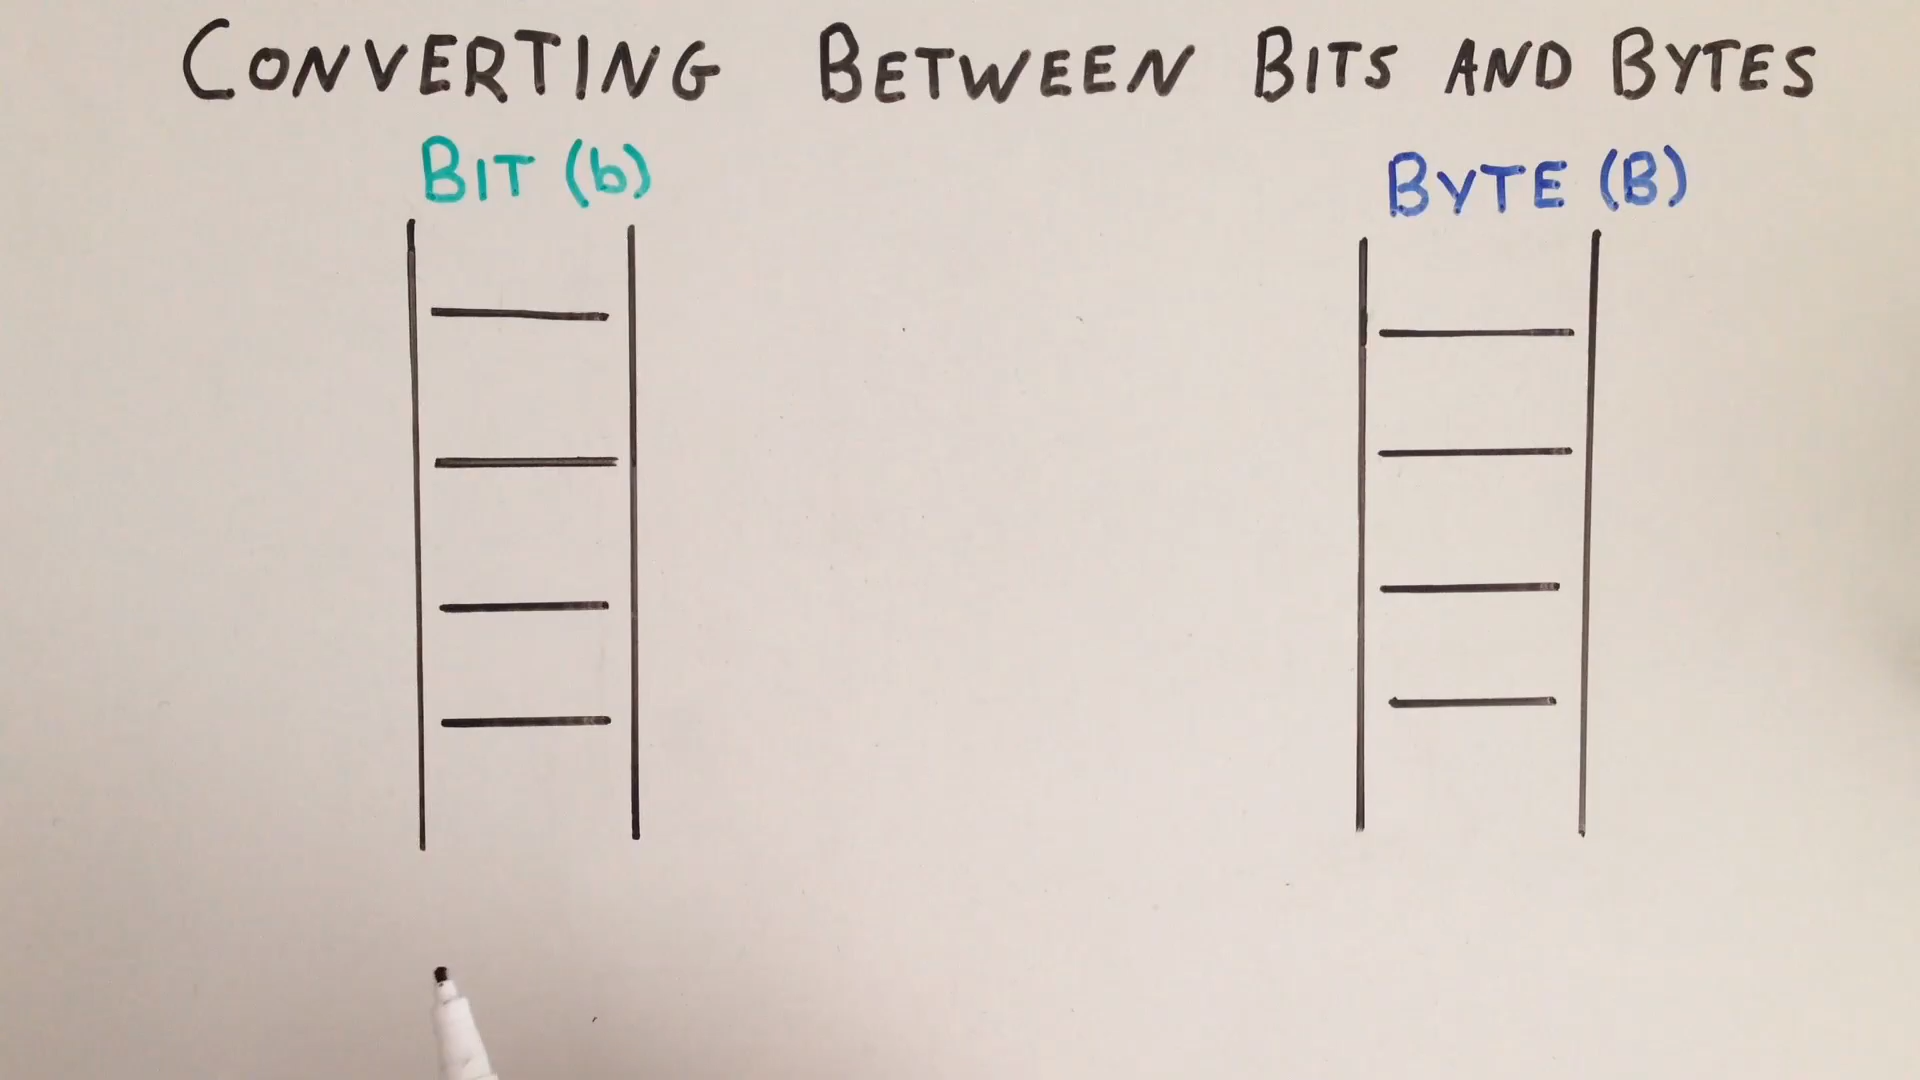 CONVERTING BETWEEN BITS AND BYTES
BIT (b)
BYTE (B)